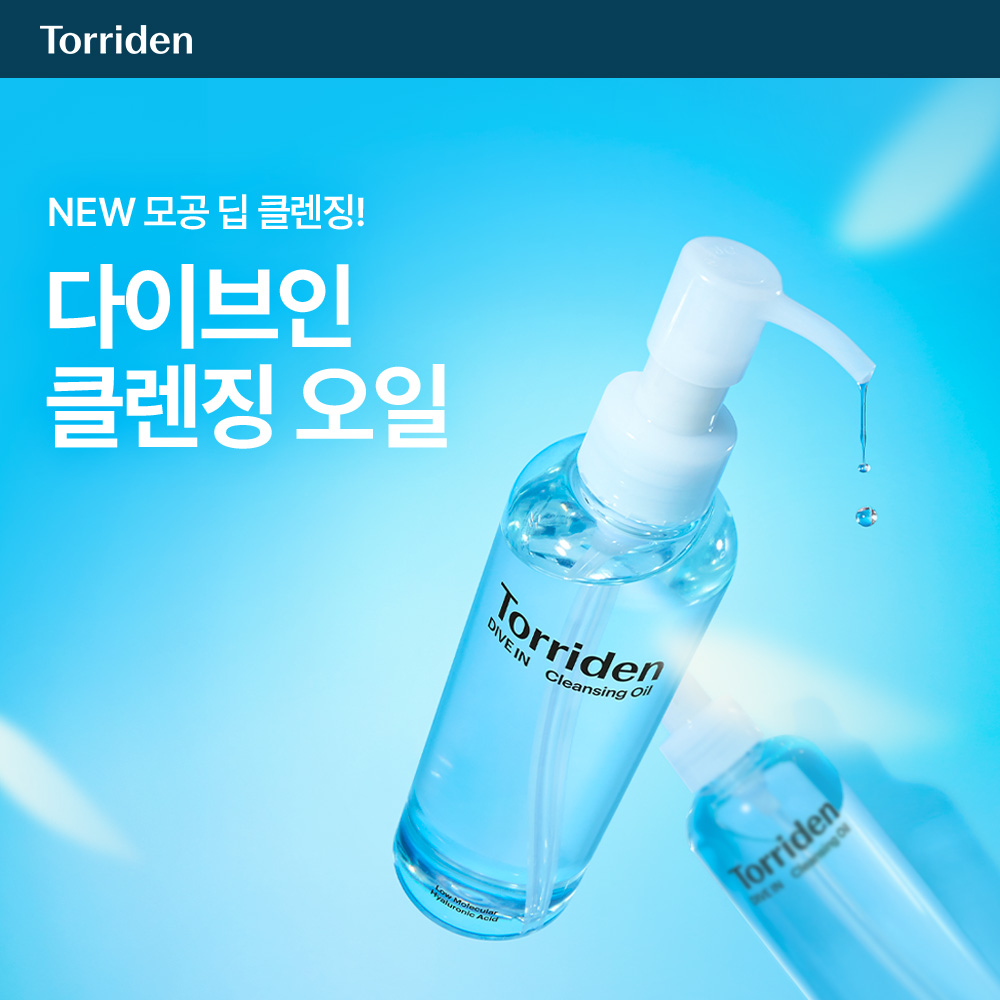 Torriden
NEW 모공 딥 클렌징!
다이브인
클렌징 오일
Torriden
DIVE IN Cleansing Oil
Low Molecular
Hyaluronic Acid
Torriden
DIVE IN Cleansing Oil